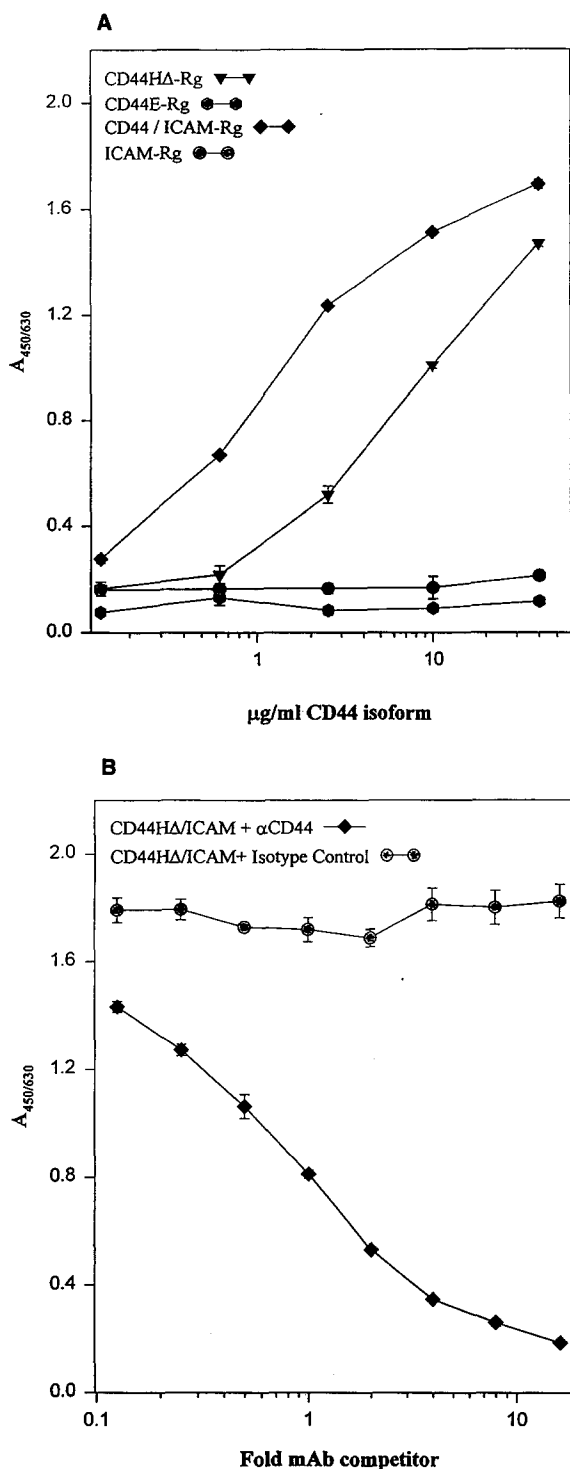 A
CD44HΔ-Rg
CD44E-Rg
CD44 / ICAM-Rg
ICAM-Rg
2.0
1.6
1.2
0.8
0.4
0.0
A450/630
1
10
μg/ml CD44 isoform
B
CD44HΔ/ICAM + αCD44
CD44HΔ/ICAM+ Isotype Control
2.0
1.6
1.2
0.8
0.4
0.0
A450/630
0.1
1
10
Fold mAb competitor